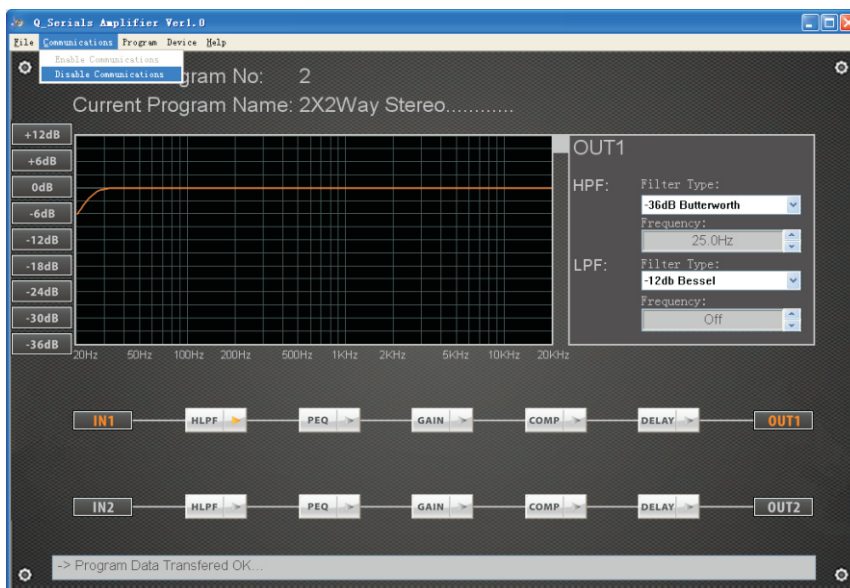 Q_Serials Amplifier Ver1.0
File Communications Program Device Help
Enable Communications
Disable Communications
gram No: 2
Current Program Name: 2X2Way Stereo............
+12dB
+6dB
0dB
-6dB
-12dB
-18dB
-24dB
-30dB
-36dB
20Hz 50Hz 100Hz 200Hz 500Hz 1KHz 2KHz 5KHz 10KHz 20KHz
OUT1
HPF: Filter Type:
-36dB Butterworth
Frequency:
25.0Hz
LPF: Filter Type:
-12db Bessel
Frequency:
Off
IN1 HLPF PEQ GAIN COMP DELAY OUT1
IN2 HLPF PEQ GAIN COMP DELAY OUT2
-> Program Data Transfered OK...